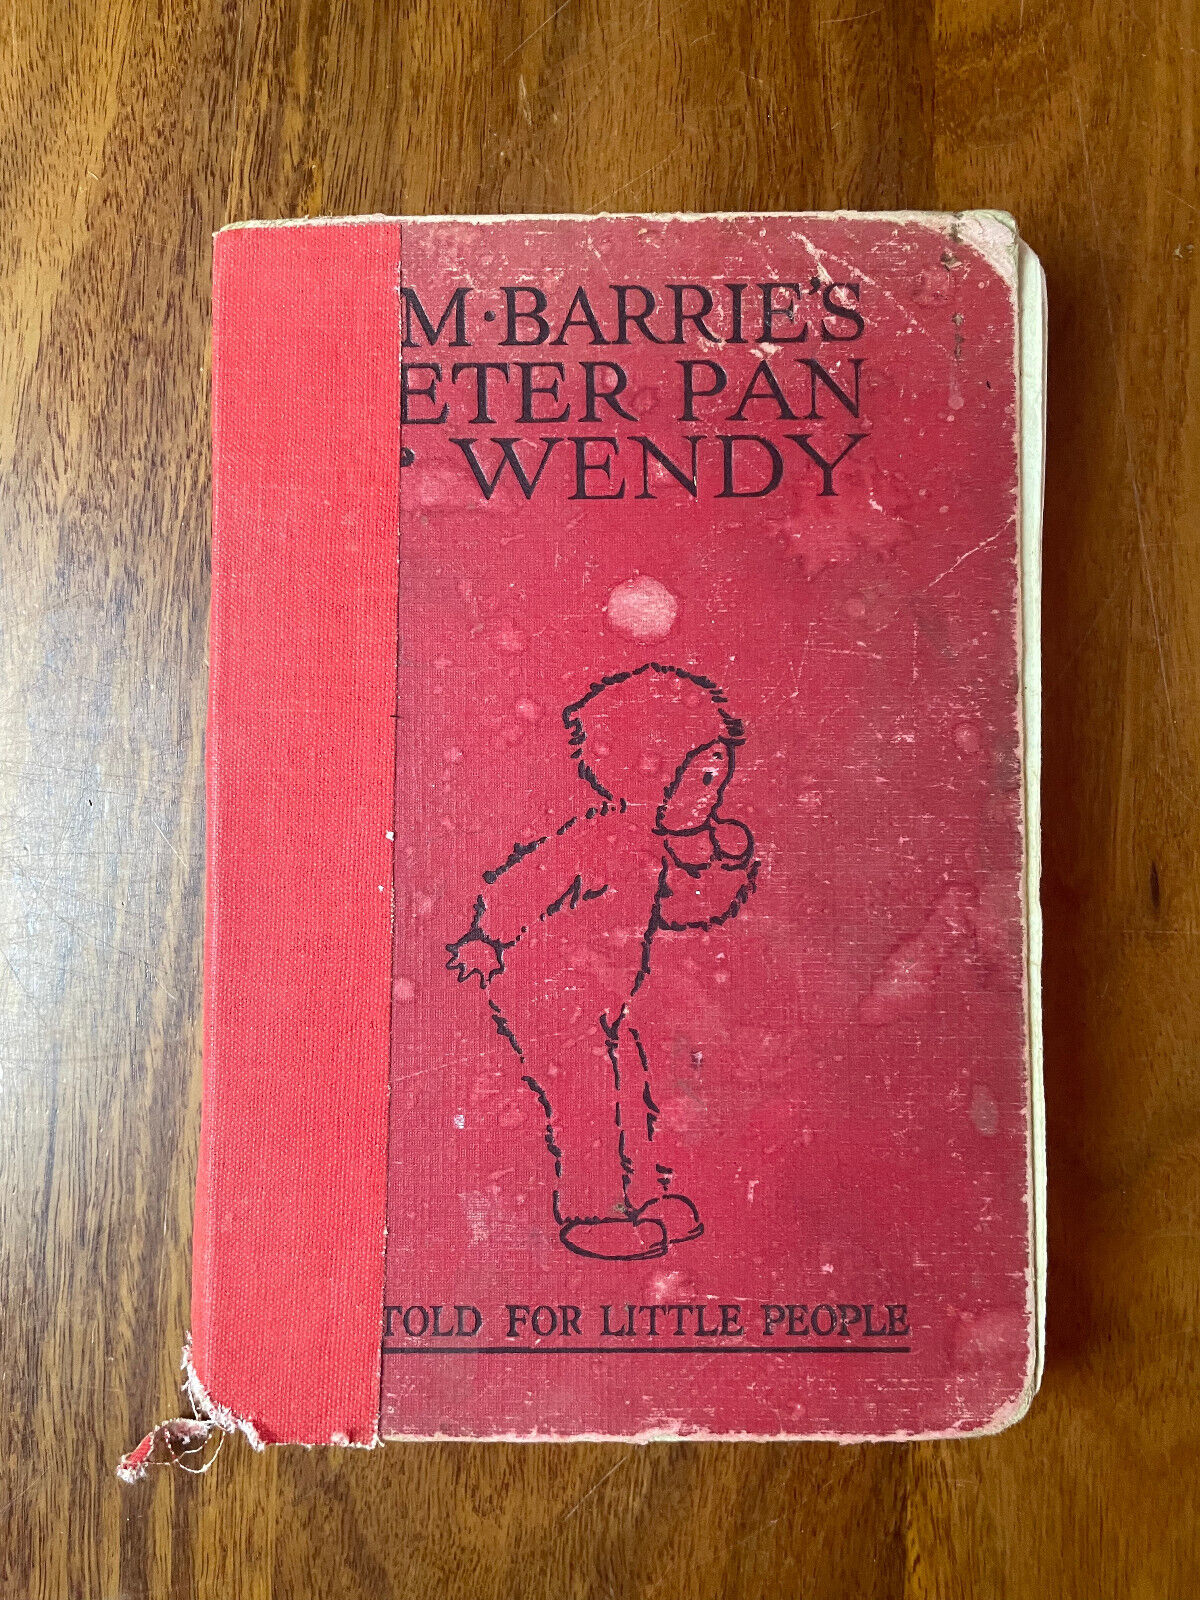 M·BARRIE'S
ETER PAN
WENDY
TOLD FOR LITTLE PEOPLE